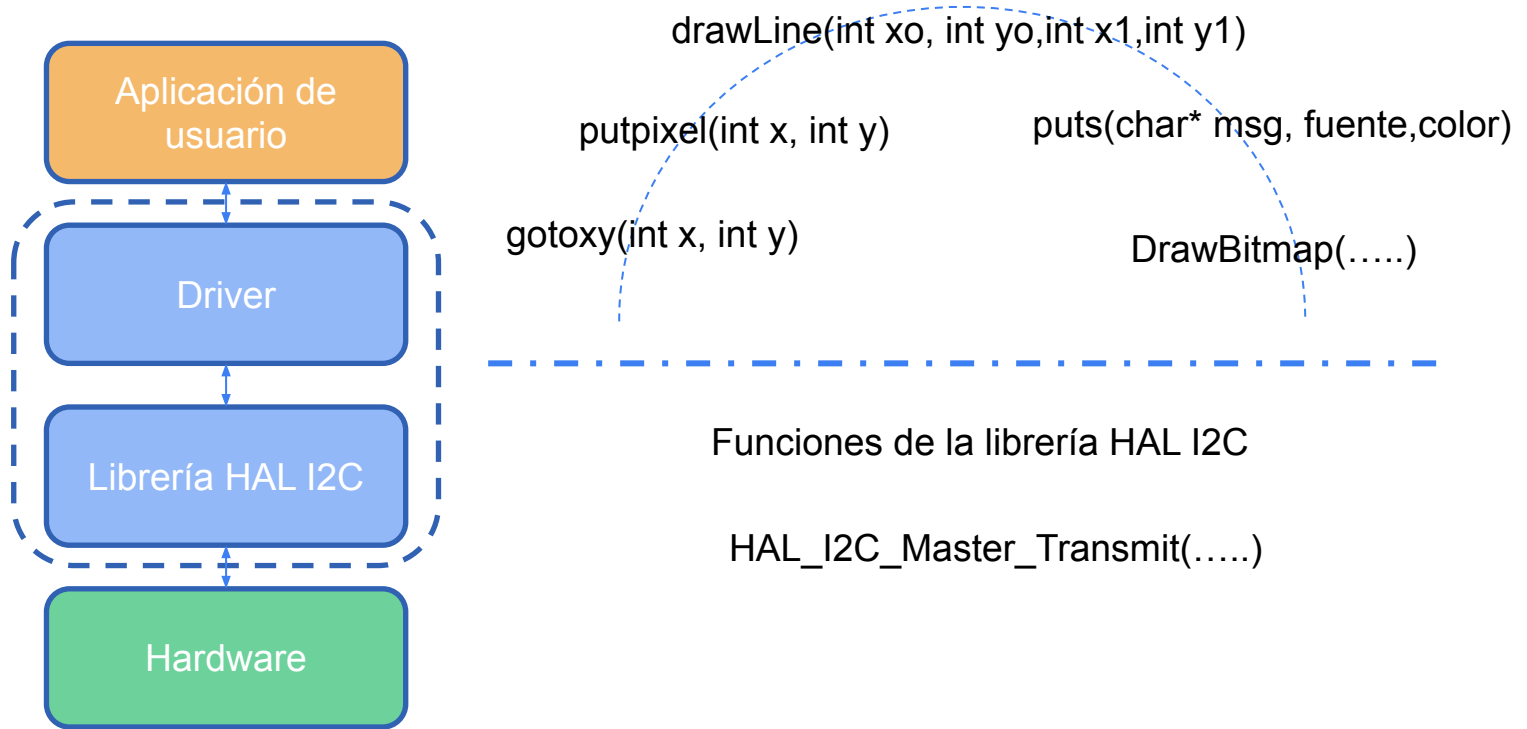 Aplicación de
usuario
Driver
Librería HAL I2C
Hardware
drawLine(int xo, int yo,int x1,int y1)
putpixel(int x, int y)
puts(char* msg, fuente,color)
gotoxy(int x, int y)
DrawBitmap(…..)
Funciones de la librería HAL I2C
HAL_I2C_Master_Transmit(…..)